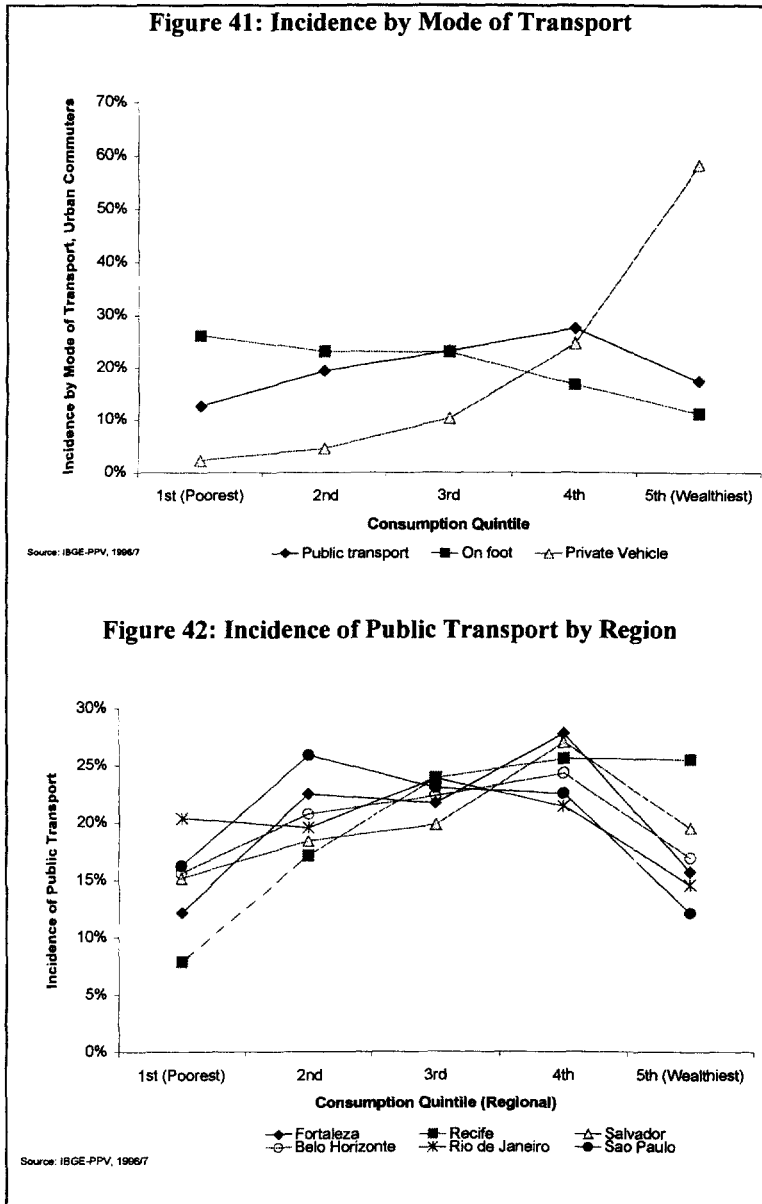 Figure 41: Incidence by Mode of Transport
Incidence by Mode of Transport, Urban Commuters
70%
60%
50%
40%
30%
20%
10%
0%
1st (Poorest) 2nd 3rd 4th 5th (Wealthiest)
Consumption Quintile
Source: IBGE-PPV, 1996/7
Public transport On foot Private Vehicle
Figure 42: Incidence of Public Transport by Region
Incidence of Public Transport
30%
25%
20%
15%
10%
5%
0%
1st (Poorest) 2nd 3rd 4th 5th (Wealthiest)
Consumption Quintile (Regional)
Fortaleza Recife Salvador
Belo Horizonte Rio de Janeiro Sao Paulo
Source: IBGE-PPV, 1996/7